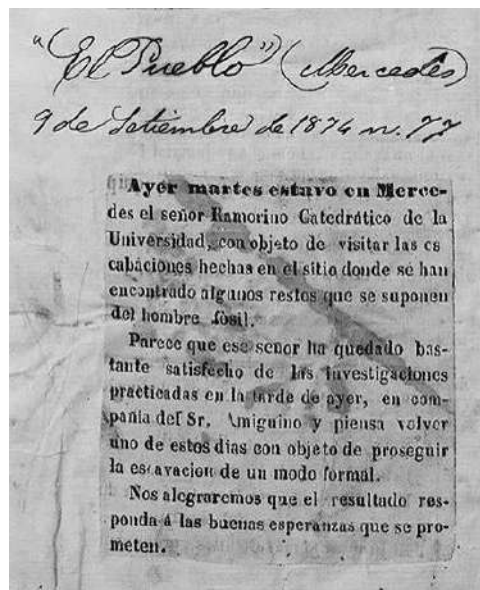 "El Pueblo" (Mercedes)
9 de Setiembre de 1874 n. 77
Ayer martes estuvo en Merce-
des el señor Ramorino Catedrático de la
Universidad, con objeto de visitar las es
cabaciones hechas en el sitio donde se han
encontrado algunos restos que se suponen
del hombre fósil.
Parece que ese señor ha quedado bas-
tante satisfecho de las investigaciones
practicadas en la tarde de ayer, en com-
pañia del Sr. Amiguino y piensa volver
uno de estos dias con objeto de proseguir
la escavacion de un modo formal.
Nos alegraremos que el resultado res-
ponda á las buenas esperanzas que se pro-
meten.